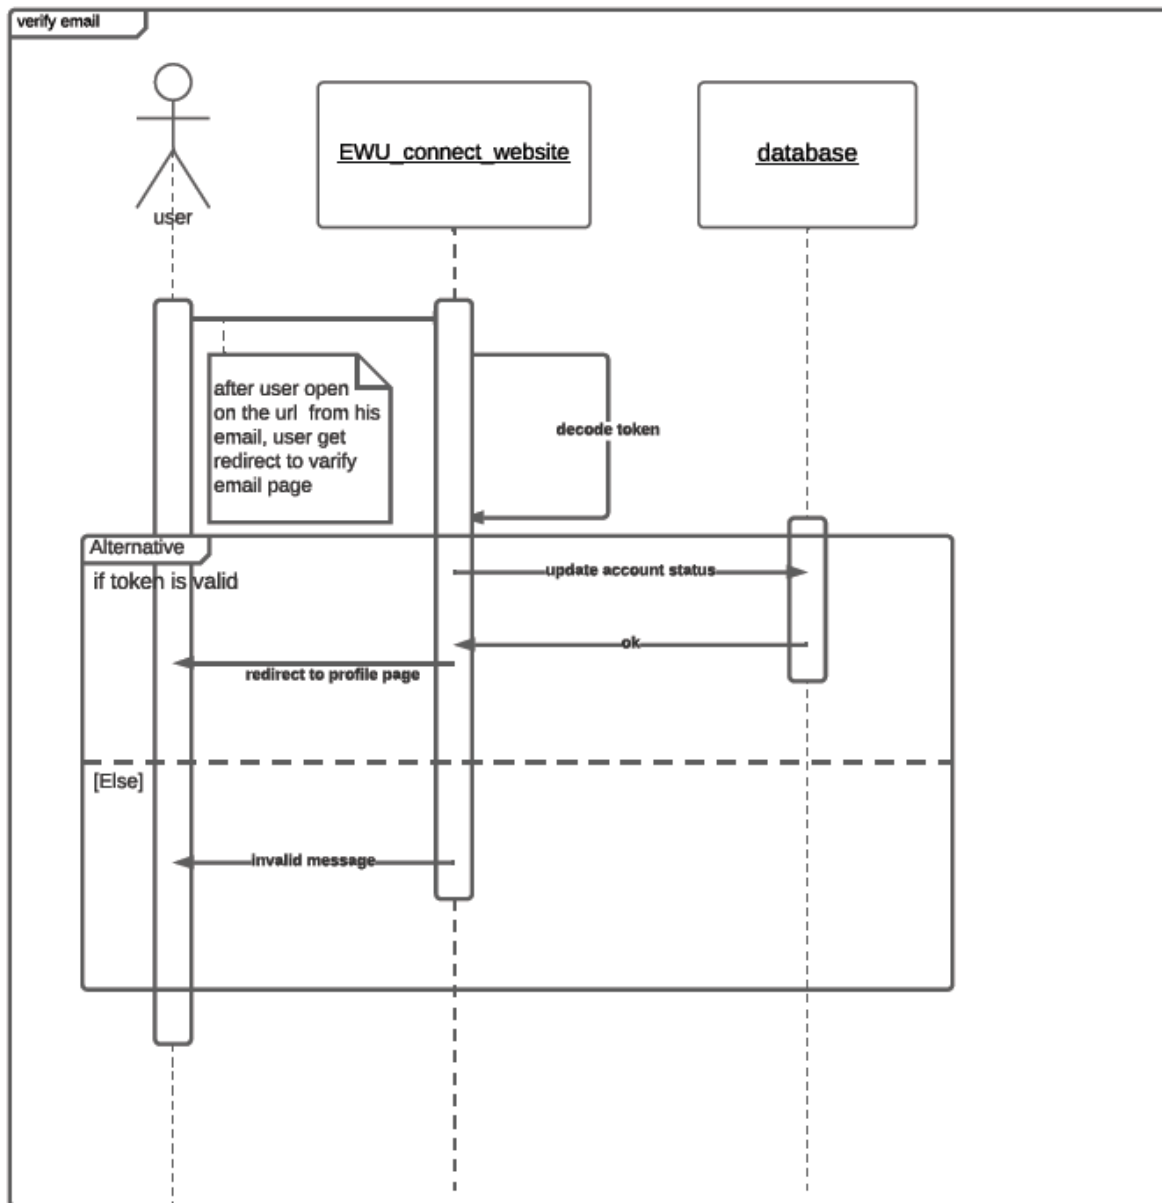 verify email
EWU_connect_website
database
user
after user open
on the url from his
email, user get
redirect to varify
email page
decode token
Alternative
if token is valid
update account status
ok
redirect to profile page
[Else]
Invalid message